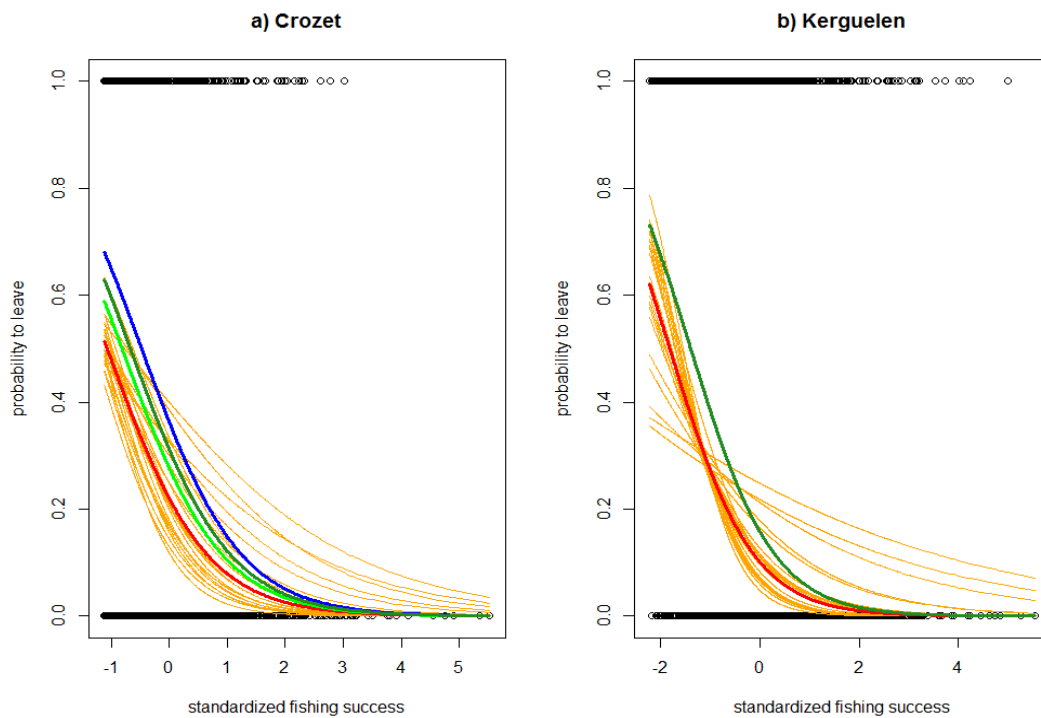 a) Crozet
probability to leave
1.0
0.8
0.6
0.4
0.2
0.0
-1 0 1 2 3 4 5
standardized fishing success
b) Kerguelen
probability to leave
1.0
0.8
0.6
0.4
0.2
0.0
-2 0 2 4
standardized fishing success